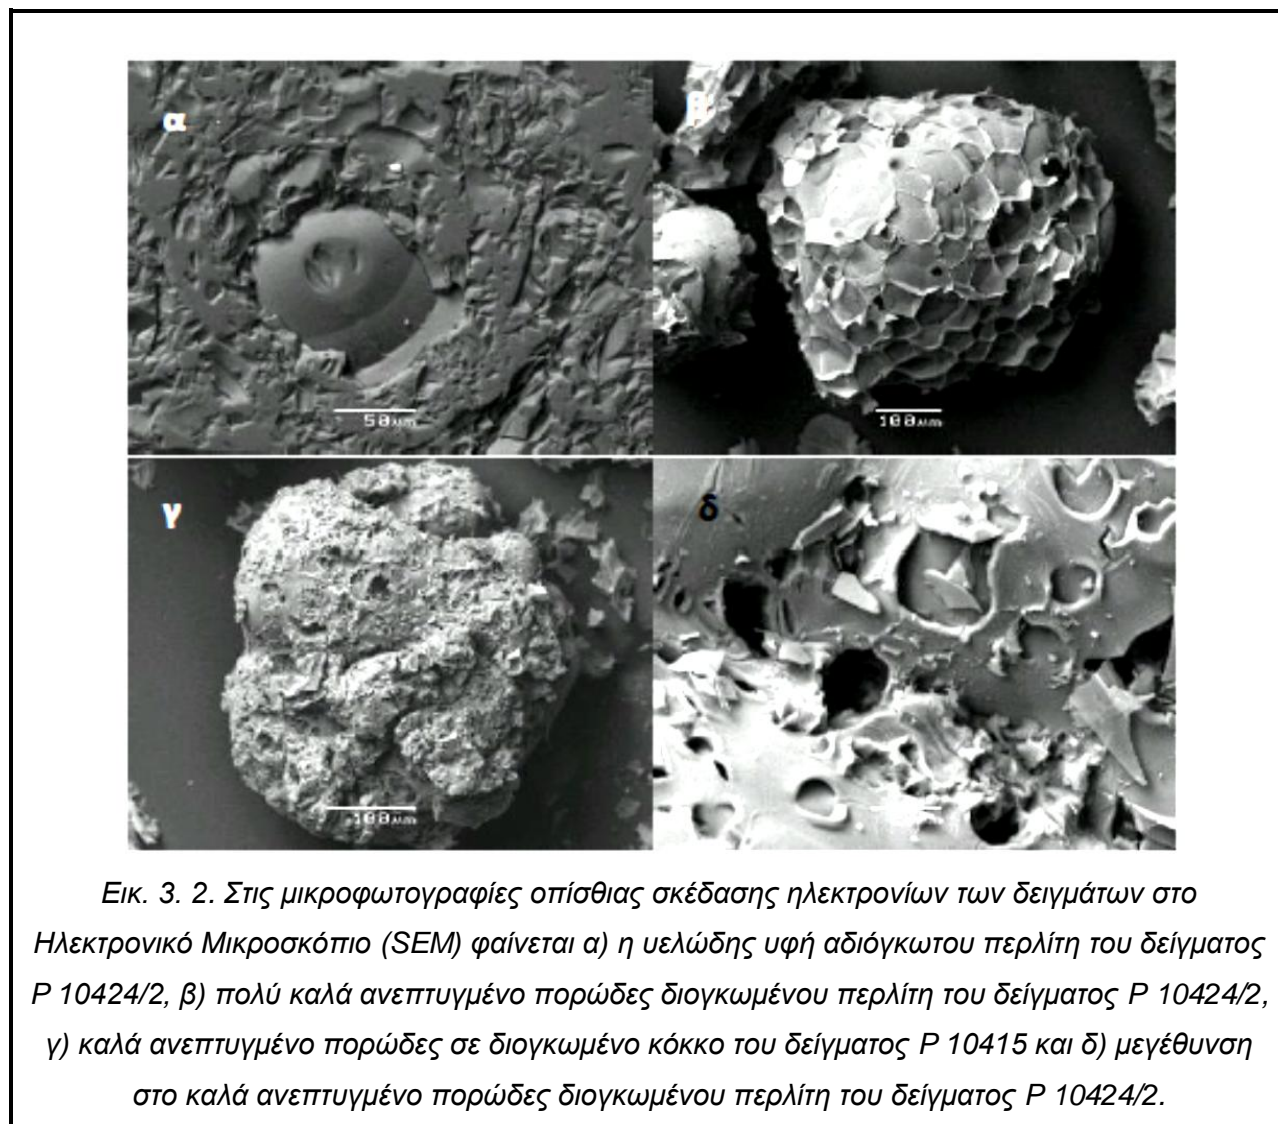 α
β
50μm
100μm
γ
δ
100μm
Εικ. 3. 2. Στις μικροφωτογραφίες οπίσθιας σκέδασης ηλεκτρονίων των δειγμάτων στο
Ηλεκτρονικό Μικροσκόπιο (SEM) φαίνεται α) η υελώδης υφή αδιόγκωτου περλίτη του δείγματος
P 10424/2, β) πολύ καλά ανεπτυγμένο πορώδες διογκωμένου περλίτη του δείγματος P 10424/2,
γ) καλά ανεπτυγμένο πορώδες σε διογκωμένο κόκκο του δείγματος P 10415 και δ) μεγέθυνση
στο καλά ανεπτυγμένο πορώδες διογκωμένου περλίτη του δείγματος P 10424/2.